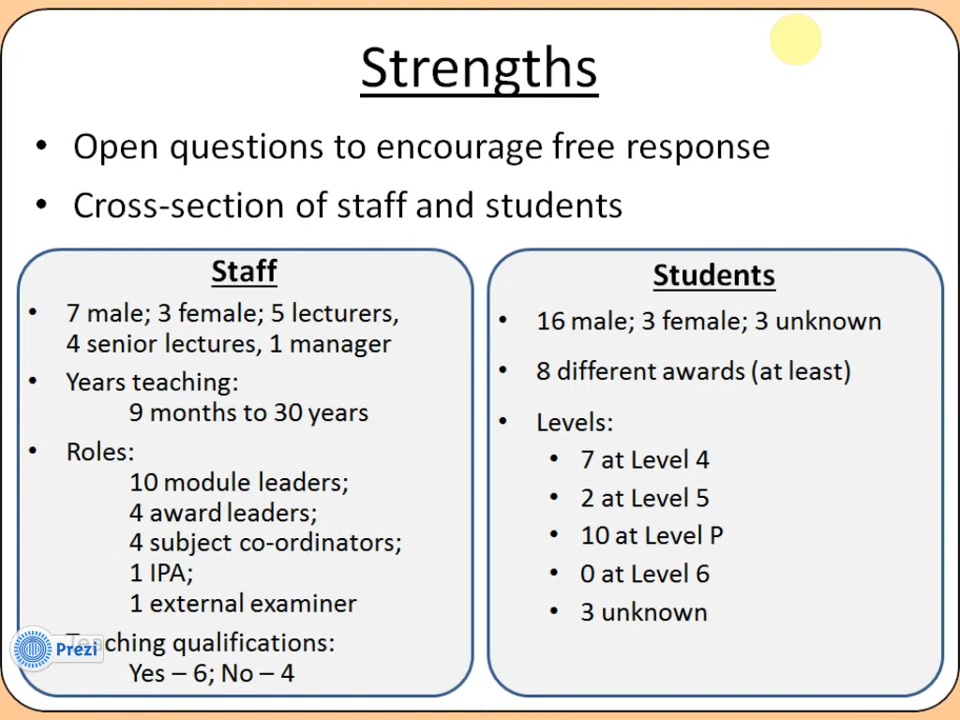 Strengths
• Open questions to encourage free response
• Cross-section of staff and students
Staff
• 7 male; 3 female; 5 lecturers,
4 senior lectures, 1 manager
• Years teaching:
9 months to 30 years
• Roles:
10 module leaders;
4 award leaders;
4 subject co-ordinators;
1 IPA;
1 external examiner
Teaching qualifications:
Yes – 6; No – 4
Prezi
Students
• 16 male; 3 female; 3 unknown
• 8 different awards (at least)
• Levels:
• 7 at Level 4
• 2 at Level 5
• 10 at Level P
• 0 at Level 6
• 3 unknown